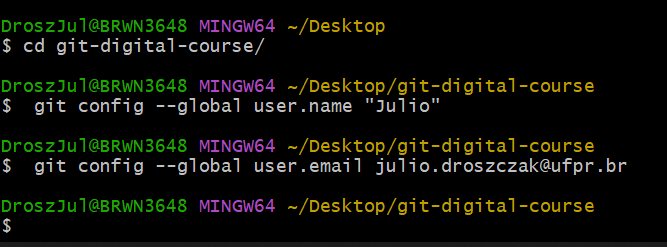 DroszJul@BRWN3648 MINGW64 ~/Desktop
$ cd git-digital-course/
DroszJul@BRWN3648 MINGW64 ~/Desktop/git-digital-course
$  git config --global user.name "Julio"
DroszJul@BRWN3648 MINGW64 ~/Desktop/git-digital-course
$  git config --global user.email julio.droszczak@ufpr.br
DroszJul@BRWN3648 MINGW64 ~/Desktop/git-digital-course
$